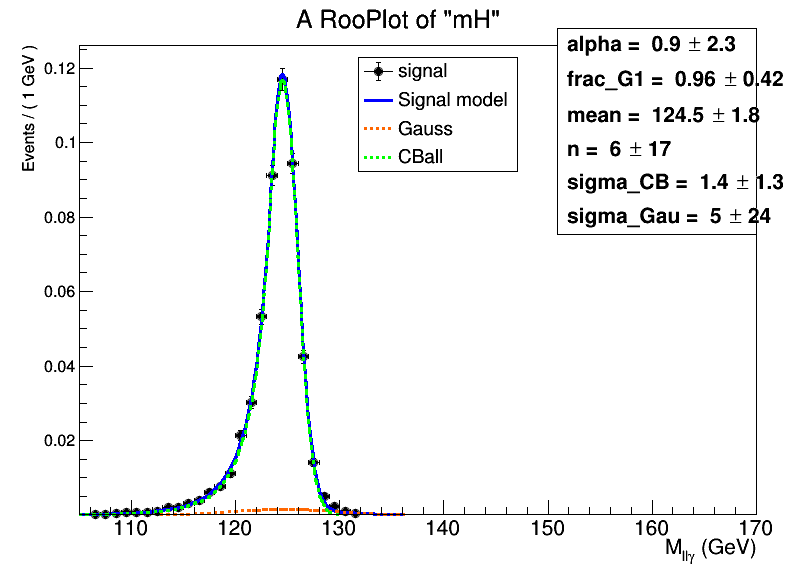 A RooPlot of "mH"
Events / ( 1 GeV )
0.12
0.1
0.08
0.06
0.04
0.02
signal
Signal model
Gauss
CBall
alpha = 0.9 ± 2.3
frac_G1 = 0.96 ± 0.42
mean = 124.5 ± 1.8
n = 6 ± 17
sigma_CB = 1.4 ± 1.3
sigma_Gau = 5 ± 24
110 120 130 140 150 160 170
M_llγ (GeV)